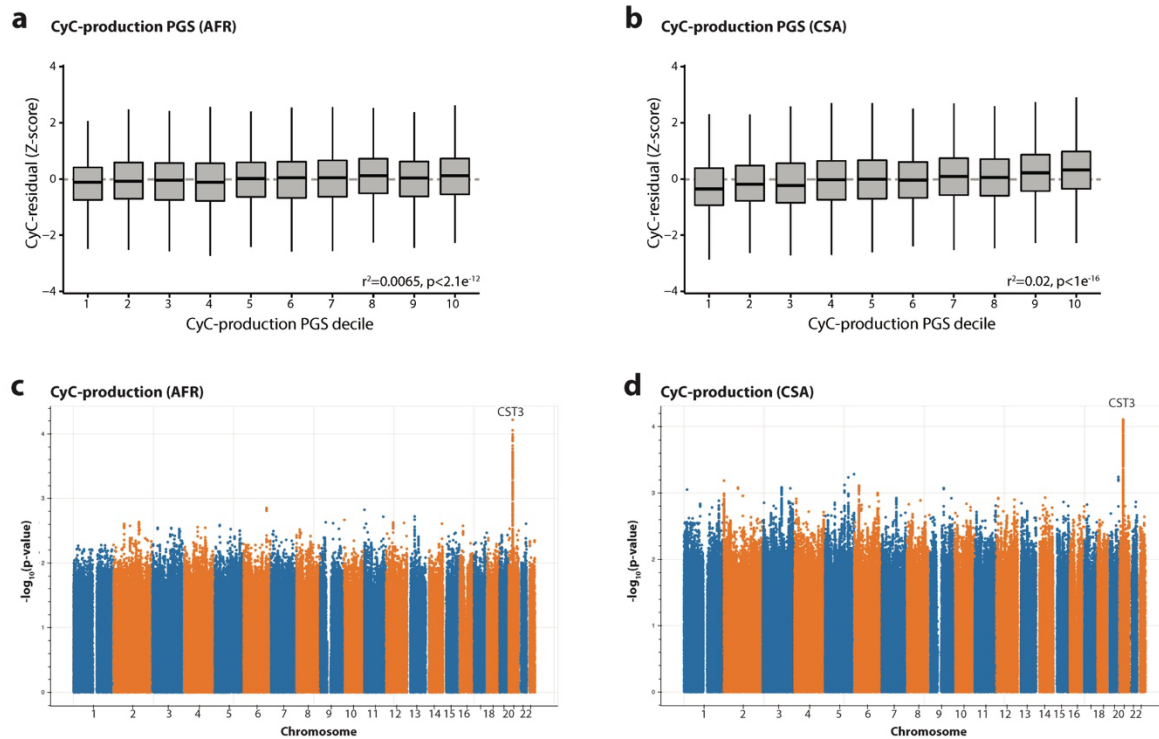 a CyC-production PGS (AFR)
CyC-residual (Z-score)
4
2
0
−2
−4
r²=0.0065, p<2.1e⁻¹²
1 2 3 4 5 6 7 8 9 10
CyC-production PGS decile
b CyC-production PGS (CSA)
CyC-residual (Z-score)
4
2
0
−2
−4
r²=0.02, p<1e⁻¹⁶
1 2 3 4 5 6 7 8 9 10
CyC-production PGS decile
c CyC-production (AFR)
CST3
-log₁₀(p-value)
4
3
2
1
0
1 2 3 4 5 6 7 8 9 10 11 12 13 14 15 16 18 20 22
Chromosome
d CyC-production (CSA)
CST3
-log₁₀(p-value)
4
3
2
1
0
1 2 3 4 5 6 7 8 9 10 11 12 13 14 15 16 18 20 22
Chromosome